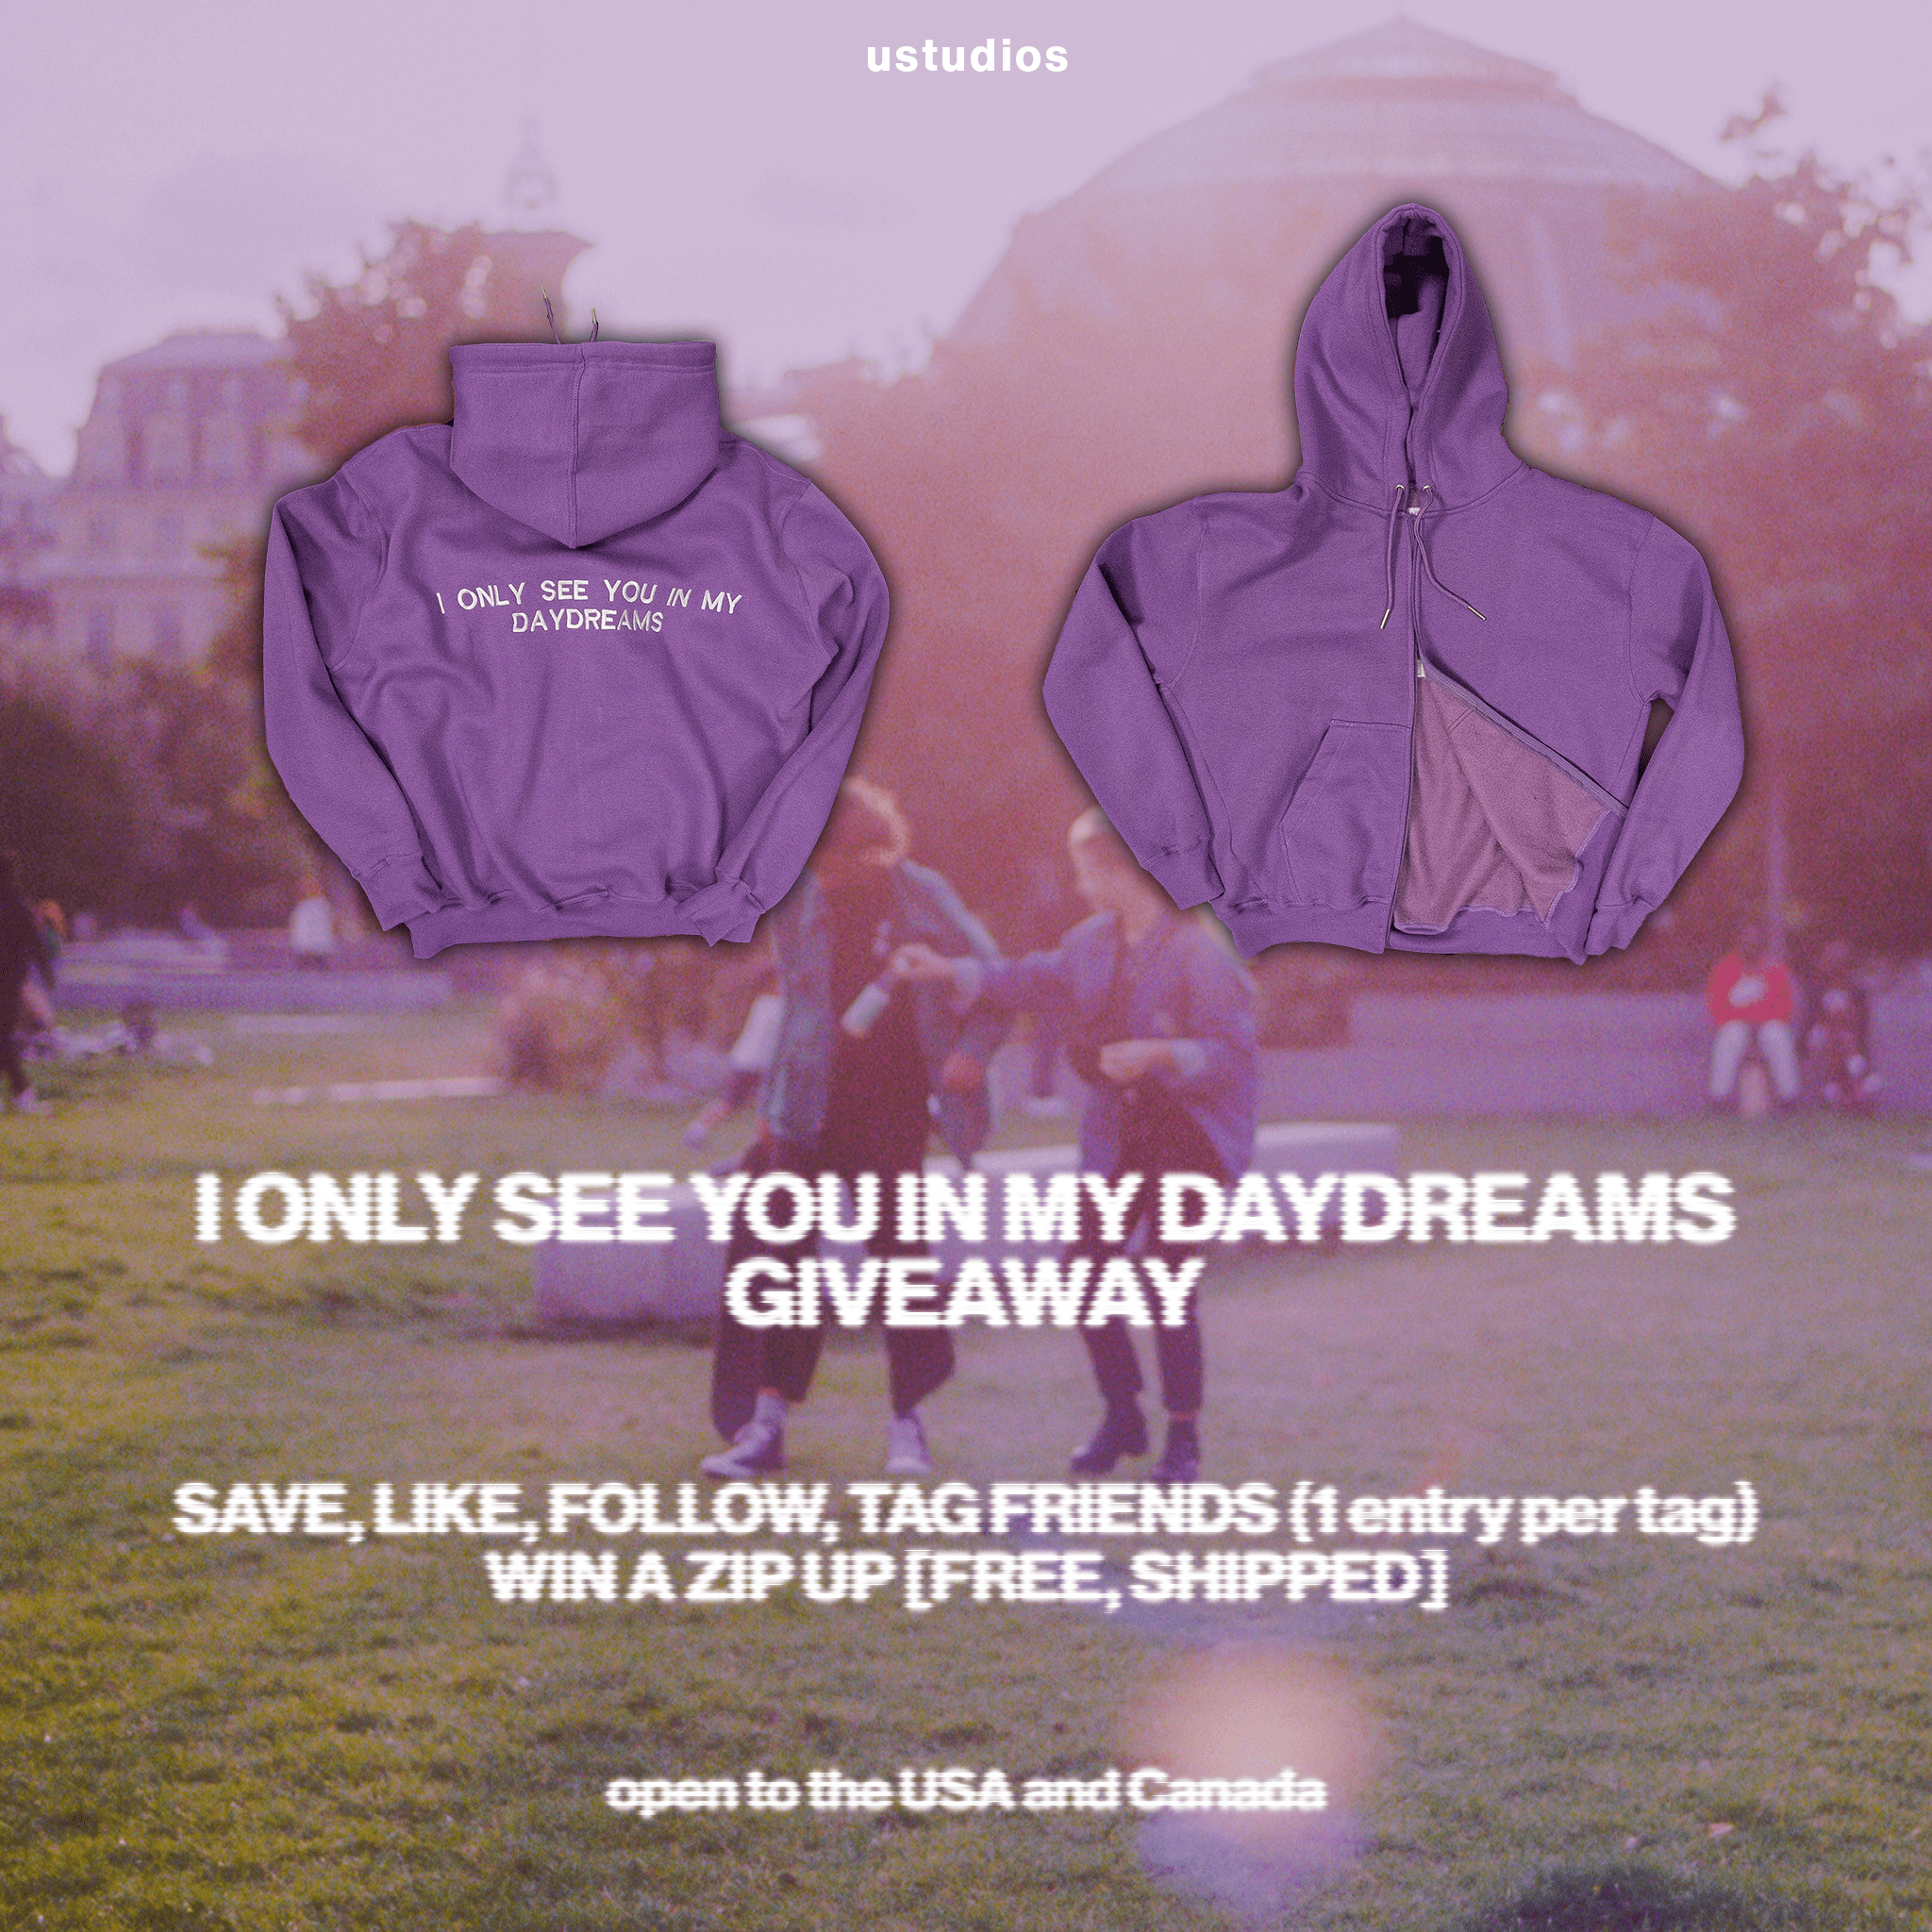 ustudios
I ONLY SEE YOU IN MY
DAYDREAMS
I ONLY SEE YOU IN MY DAYDREAMS
GIVEAWAY
SAVE, LIKE, FOLLOW, TAG FRIENDS (1 entry per tag)
WIN A ZIP UP [FREE, SHIPPED]
open to the USA and Canada